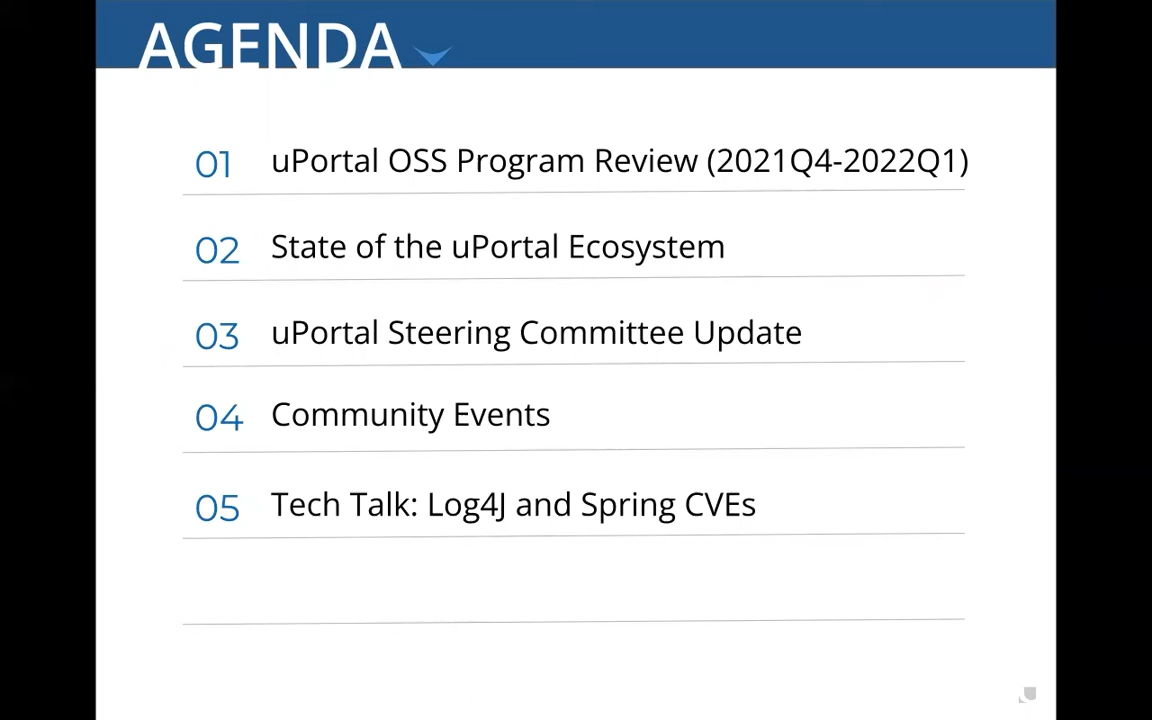 AGENDA
01 uPortal OSS Program Review (2021Q4-2022Q1)
02 State of the uPortal Ecosystem
03 uPortal Steering Committee Update
04 Community Events
05 Tech Talk: Log4J and Spring CVEs